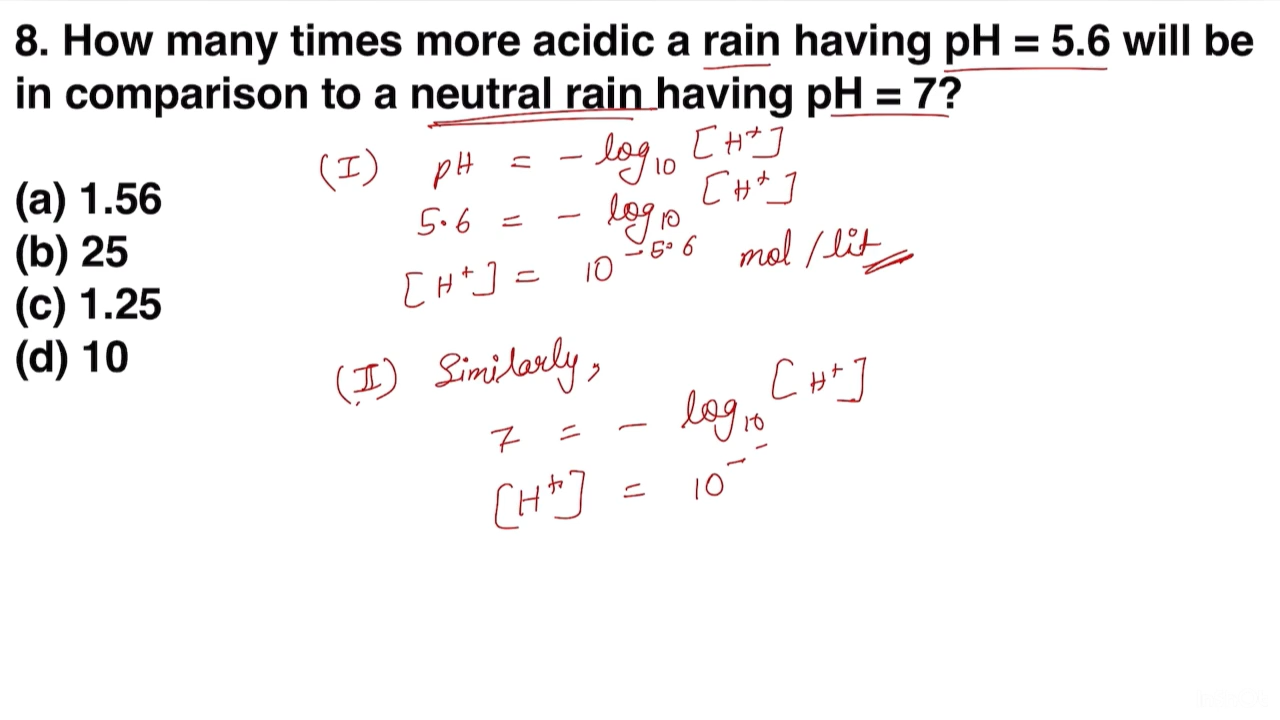 8. How many times more acidic a rain having pH = 5.6 will be
in comparison to a neutral rain having pH = 7?
(I) pH = - log₁₀ [H⁺]
(a) 1.56
5.6 = - log₁₀ [H⁺]
(b) 25
[H⁺] = 10⁻⁵·⁶ mol/lit
(c) 1.25
(d) 10
(II) Similarly,
7 = - log₁₀ [H⁺]
[H⁺] = 10⁻